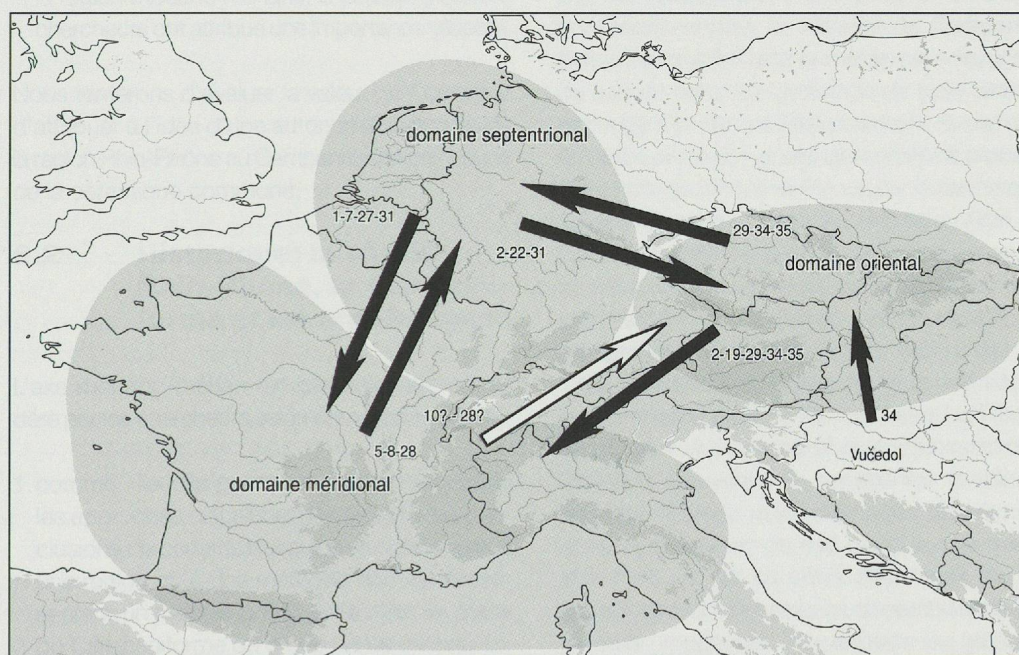 domaine septentrional
1-7-27-31
29-34-35
2-22-31
domaine oriental
2-19-29-34-35
10? - 28?
34
5-8-28
Vučedol
domaine méridional